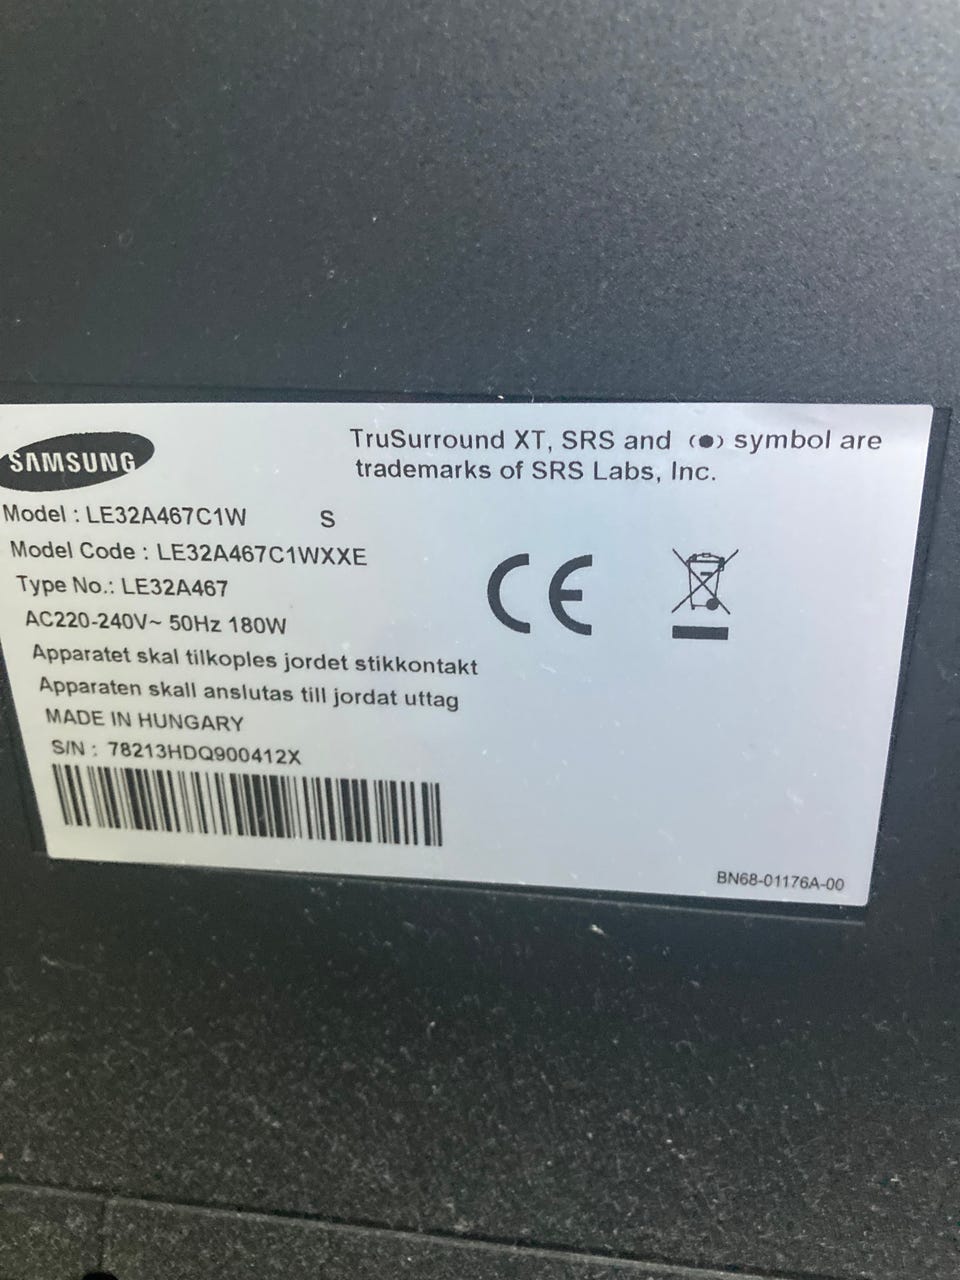 SAMSUNG
TruSurround XT, SRS and (●) symbol are
trademarks of SRS Labs, Inc.
Model : LE32A467C1W S
Model Code : LE32A467C1WXXE
Type No.: LE32A467
AC220-240V~ 50Hz 180W
Apparatet skal tilkoples jordet stikkontakt
Apparaten skall anslutas till jordat uttag
MADE IN HUNGARY
S/N : 78213HDQ900412X
CE
BN68-01176A-00